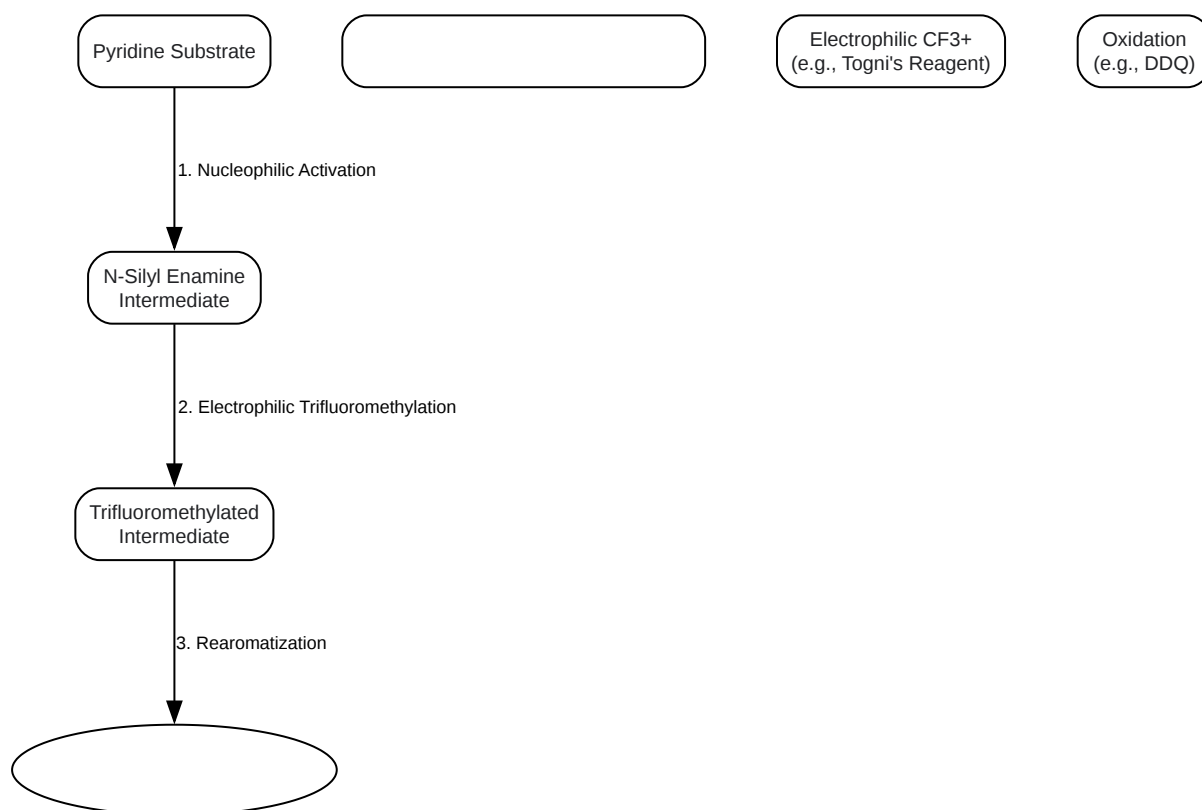 Pyridine Substrate
Electrophilic CF3+
(e.g., Togni's Reagent)
Oxidation
(e.g., DDQ)
1. Nucleophilic Activation
N-Silyl Enamine
Intermediate
2. Electrophilic Trifluoromethylation
Trifluoromethylated
Intermediate
3. Rearomatization